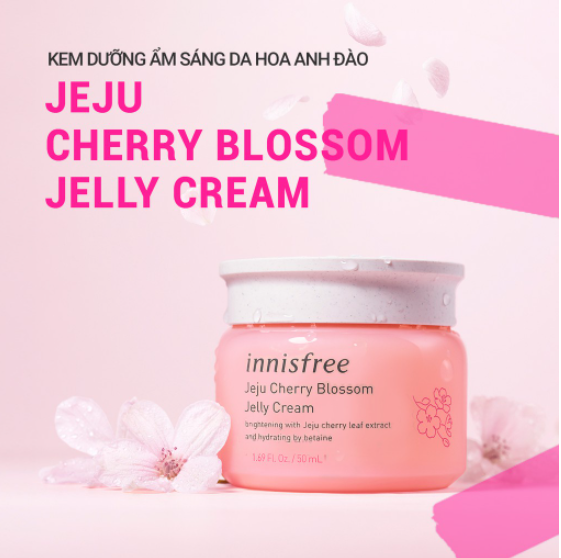 KEM DƯỠNG ẨM SÁNG DA HOA ANH ĐÀO
JEJU
CHERRY BLOSSOM
JELLY CREAM
innisfree
Jeju Cherry Blossom
Jelly Cream
brightening with Jeju cherry leaf extract
and hydrating by betaine
1.69 FL Oz. / 50 mL